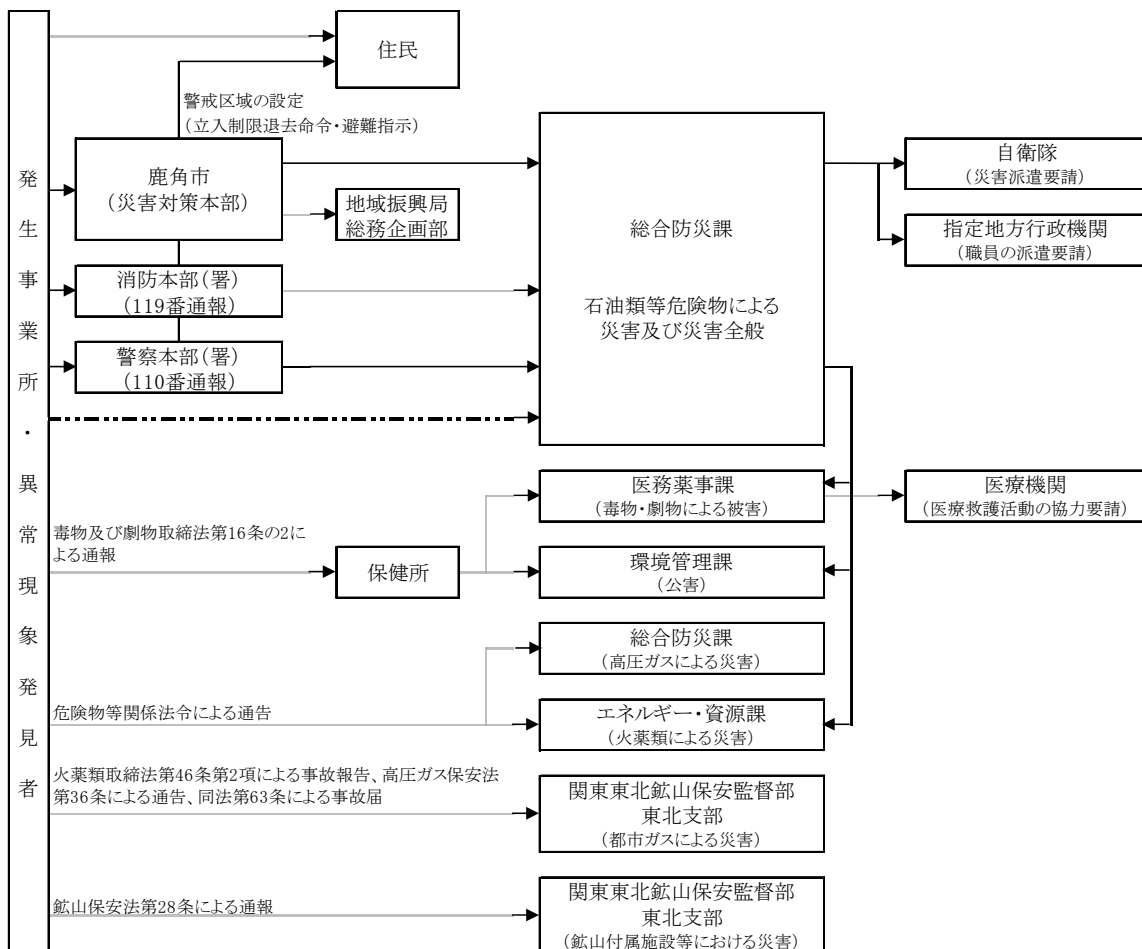 発生事業所・異常現象発見者
住民
警戒区域の設定
（立入制限退去命令・避難指示）
鹿角市
（災害対策本部）
地域振興局
総務企画部
消防本部（署）
（119番通報）
警察本部（署）
（110番通報）
総合防災課
石油類等危険物による
災害及び災害全般
自衛隊
（災害派遣要請）
指定地方行政機関
（職員の派遣要請）
医務薬事課
（毒物・劇物による被害）
医療機関
（医療救護活動の協力要請）
毒物及び劇物取締法第16条の2に
よる通報
保健所
環境管理課
（公害）
総合防災課
（高圧ガスによる災害）
危険物等関係法令による通告
エネルギー・資源課
（火薬類による災害）
火薬類取締法第46条第2項による事故報告、高圧ガス保安法
第36条による通告、同法第63条による事故届
関東東北鉱山保安監督部
東北支部
（都市ガスによる災害）
鉱山保安法第28条による通報
関東東北鉱山保安監督部
東北支部
（鉱山付属施設等における災害）